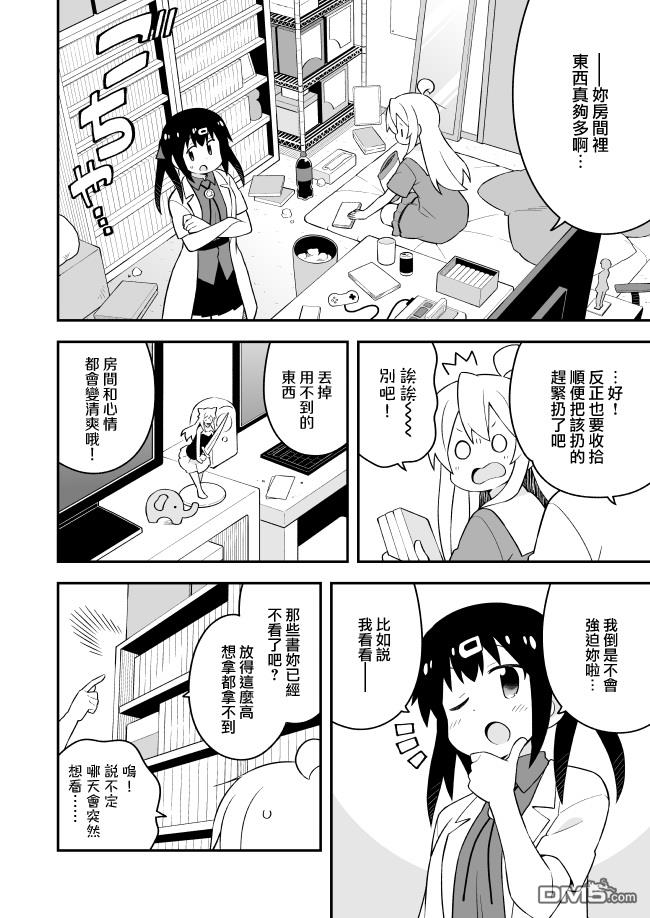 ——妳房間裡
東西真夠多啊…
ごっちゃ…
…好！
反正也要收拾
順便把該扔的
趕緊扔了吧
誒誒～
別吧！
丟掉
用不到的
東西
房間和心情
都會變清爽哦！
我倒是不會
強迫妳啦…
比如說
我看看——
那些書妳已經
不看了吧？
放得這麼高
想拿都拿不到
嗚！
說不定
哪天會突然
想看……
DM5.com